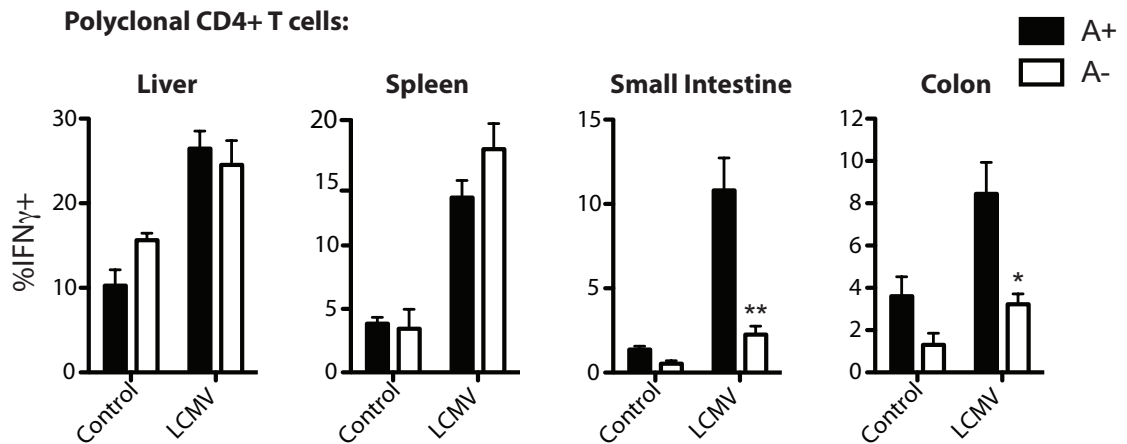 Polyclonal CD4+ T cells:
A+
A-
Liver
Spleen
Small Intestine
Colon
%IFNγ+
30
20
10
0
Control
LCMV
20
15
10
5
0
Control
LCMV
15
10
5
0
**
Control
LCMV
12
10
8
6
4
2
0
*
Control
LCMV